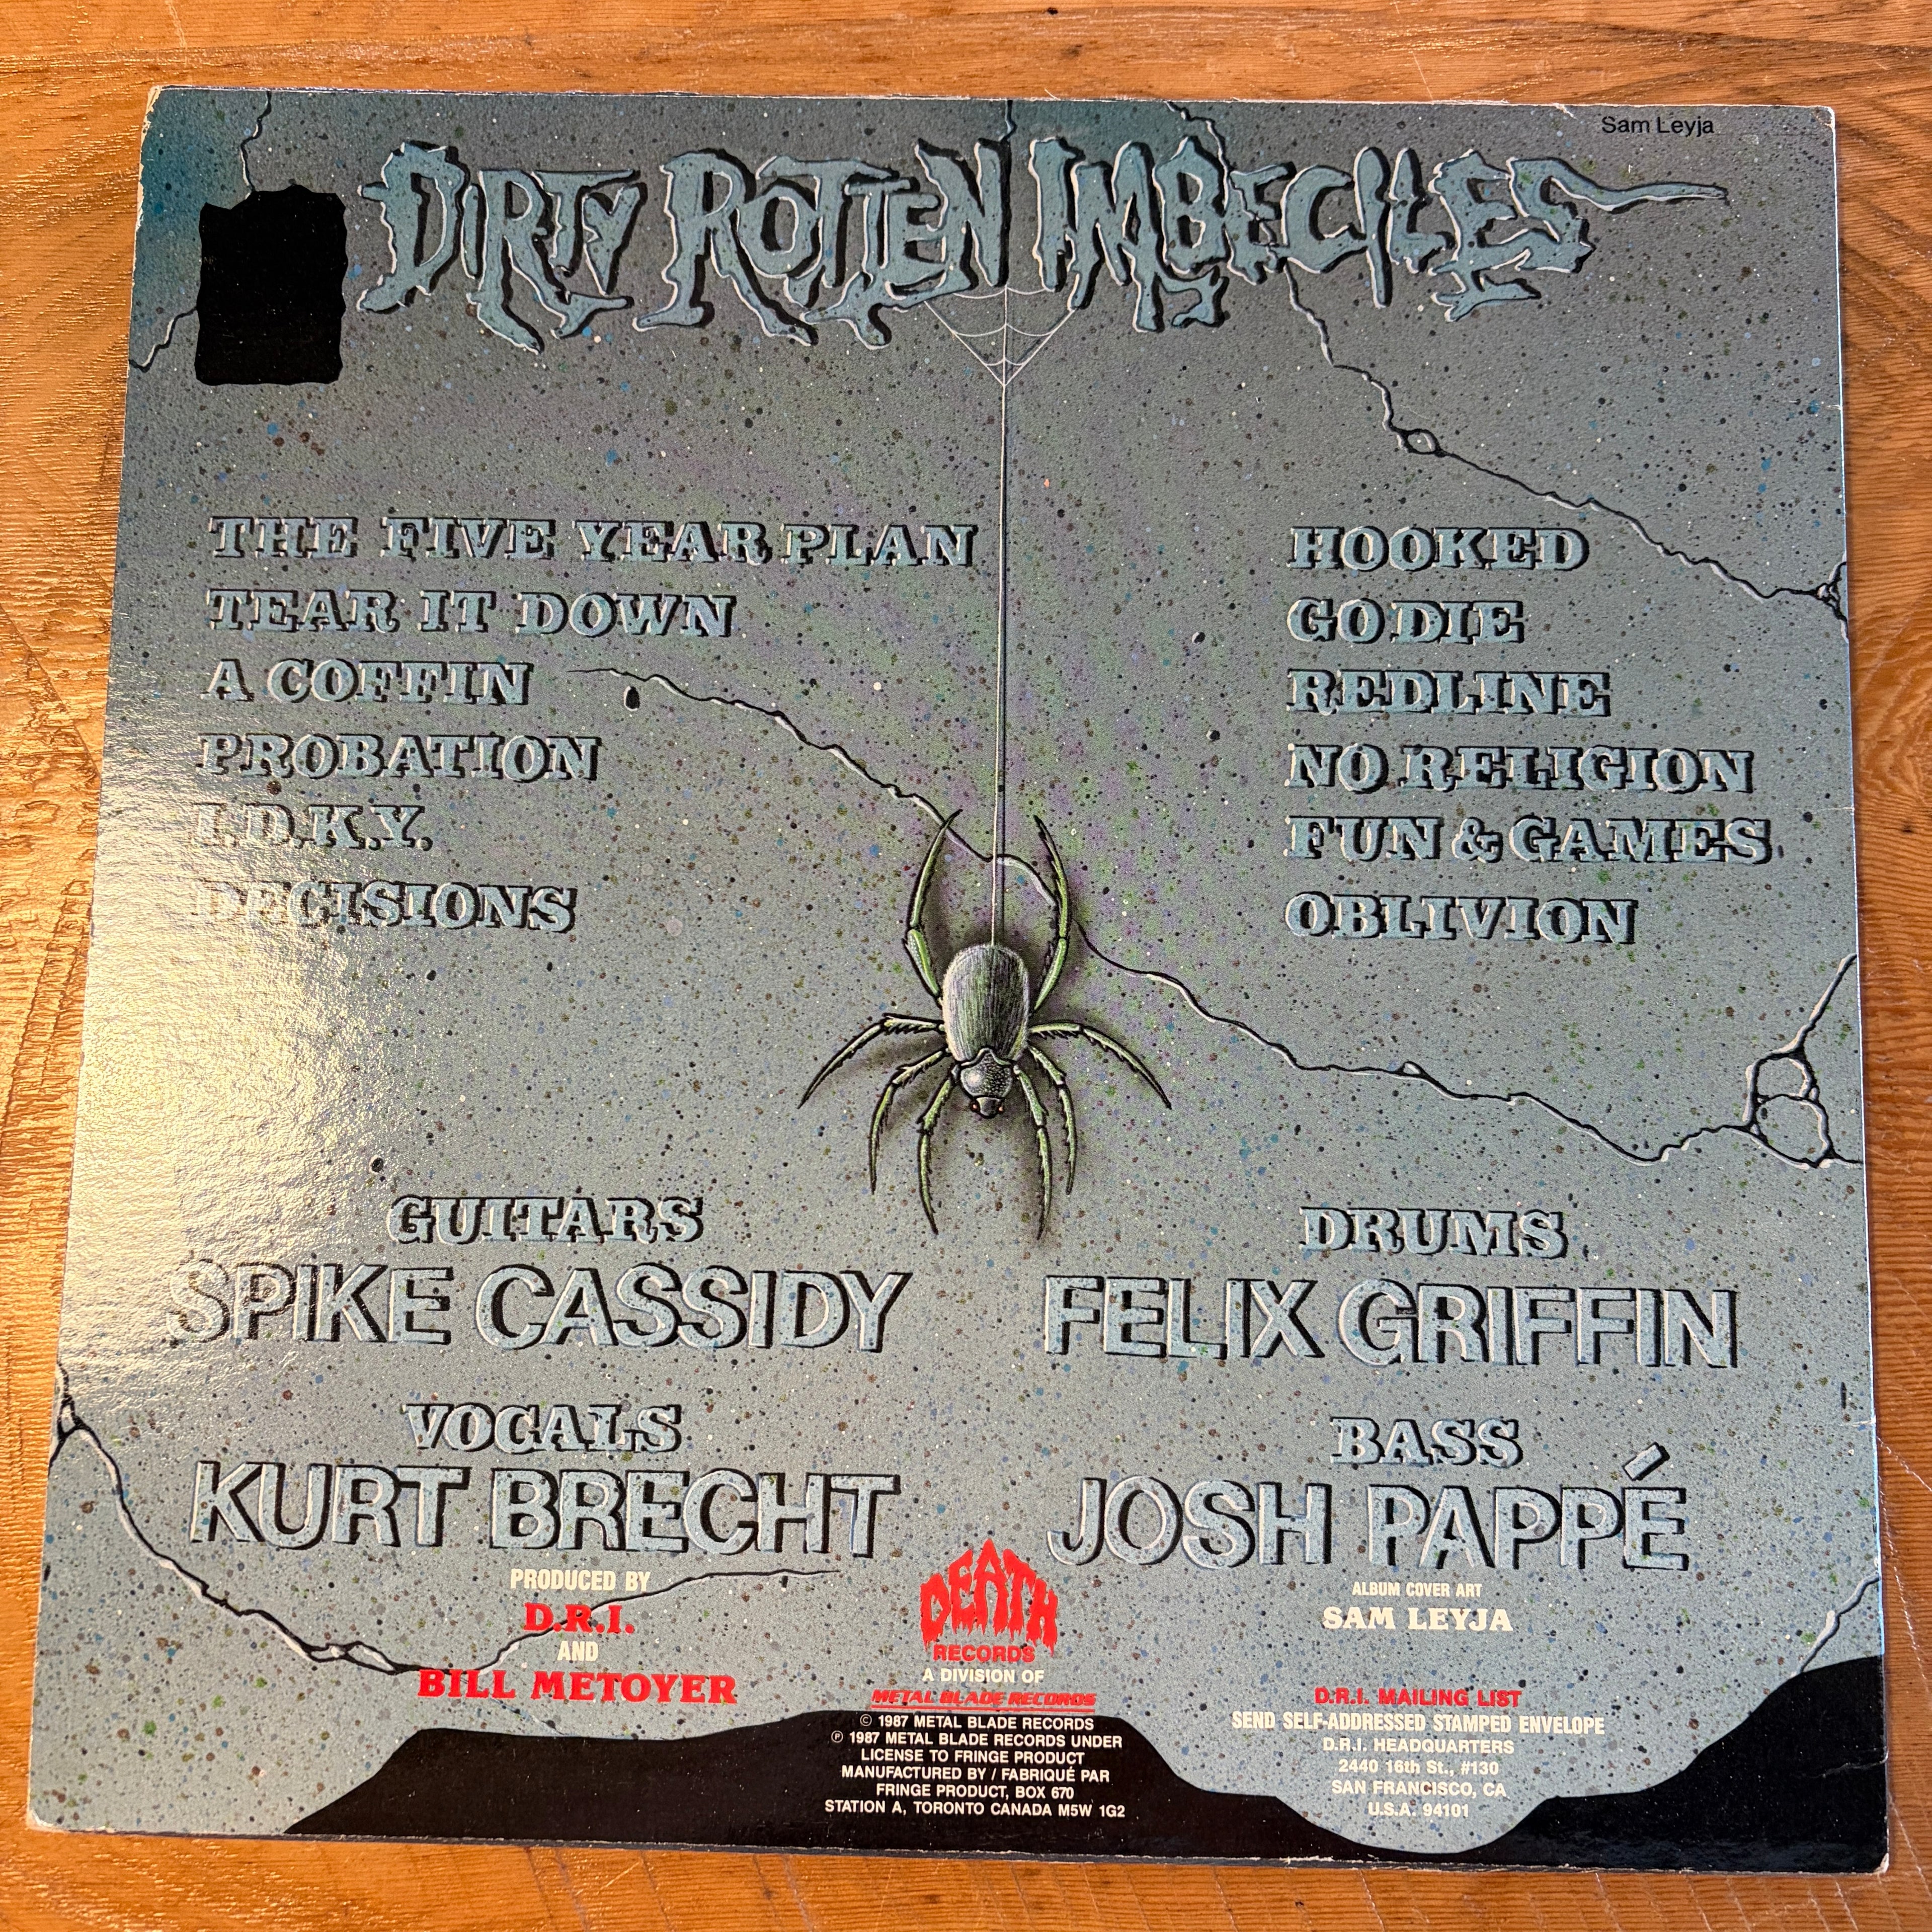 Sam Leyja
DIRTY ROTTEN IMBECILES
THE FIVE YEAR PLAN
TEAR IT DOWN
A COFFIN
PROBATION
I.D.K.Y.
DECISIONS
HOOKED
GO DIE
REDLINE
NO RELIGION
FUN & GAMES
OBLIVION
GUITARS
SPIKE CASSIDY
VOCALS
KURT BRECHT
DRUMS
FELIX GRIFFIN
BASS
JOSH PAPPÉ
PRODUCED BY
D.R.I.
AND
BILL METOYER
DEATH
RECORDS
A DIVISION OF
METAL BLADE RECORDS
© 1987 METAL BLADE RECORDS
℗ 1987 METAL BLADE RECORDS UNDER
LICENSE TO FRINGE PRODUCT
MANUFACTURED BY / FABRIQUÉ PAR
FRINGE PRODUCT, BOX 670
STATION A, TORONTO CANADA M5W 1G2
ALBUM COVER ART
SAM LEYJA
D.R.I. MAILING LIST
SEND SELF-ADDRESSED STAMPED ENVELOPE
D.R.I. HEADQUARTERS
2440 16th St., #130
SAN FRANCISCO, CA
U.S.A. 94101